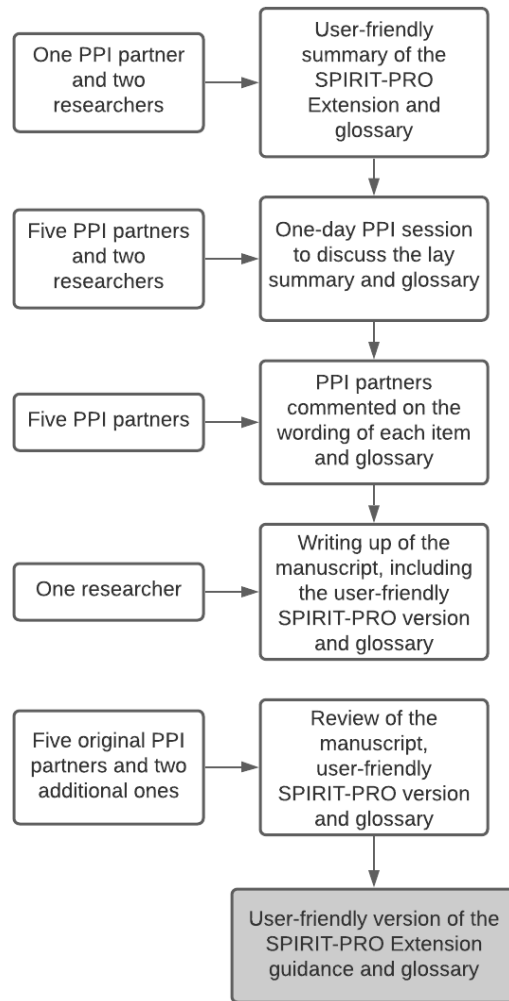 One PPI partner
and two
researchers
User-friendly
summary of the
SPIRIT-PRO
Extension and
glossary
Five PPI partners
and two
researchers
One-day PPI session
to discuss the lay
summary and glossary
Five PPI partners
PPI partners
commented on the
wording of each item
and glossary
One researcher
Writing up of the
manuscript, including
the user-friendly
SPIRIT-PRO version
and glossary
Five original PPI
partners and two
additional ones
Review of the
manuscript,
user-friendly
SPIRIT-PRO version
and glossary
User-friendly version of the
SPIRIT-PRO Extension
guidance and glossary